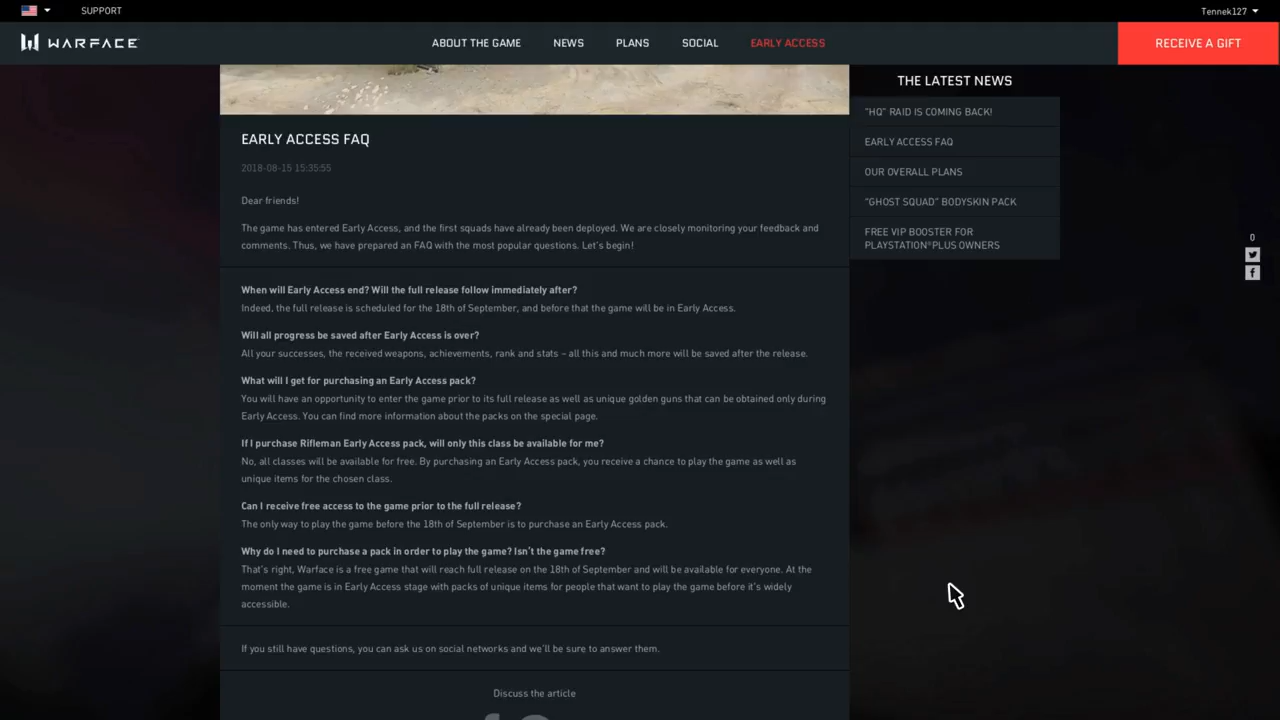 SUPPORT
Tennek127
WARFACE
ABOUT THE GAME
NEWS
PLANS
SOCIAL
EARLY ACCESS
RECEIVE A GIFT
EARLY ACCESS FAQ
2018-08-15 15:35:55
Dear friends!
The game has entered Early Access, and the first squads have already been deployed. We are closely monitoring your feedback and
comments. Thus, we have prepared an FAQ with the most popular questions. Let's begin!
When will Early Access end? Will the full release follow immediately after?
Indeed, the full release is scheduled for the 18th of September, and before that the game will be in Early Access.
Will all progress be saved after Early Access is over?
All your successes, the received weapons, achievements, rank and stats – all this and much more will be saved after the release.
What will I get for purchasing an Early Access pack?
You will have an opportunity to enter the game prior to its full release as well as unique golden guns that can be obtained only during
Early Access. You can find more information about the packs on the special page.
If I purchase Rifleman Early Access pack, will only this class be available for me?
No, all classes will be available for free. By purchasing an Early Access pack, you receive a chance to play the game as well as
unique items for the chosen class.
Can I receive free access to the game prior to the full release?
The only way to play the game before the 18th of September is to purchase an Early Access pack.
Why do I need to purchase a pack in order to play the game? Isn't the game free?
That's right, Warface is a free game that will reach full release on the 18th of September and will be available for everyone. At the
moment the game is in Early Access stage with packs of unique items for people that want to play the game before it's widely
accessible.
If you still have questions, you can ask us on social networks and we'll be sure to answer them.
Discuss the article
THE LATEST NEWS
"HQ" RAID IS COMING BACK!
EARLY ACCESS FAQ
OUR OVERALL PLANS
"GHOST SQUAD" BODYSKIN PACK
FREE VIP BOOSTER FOR
PLAYSTATION®PLUS OWNERS
0